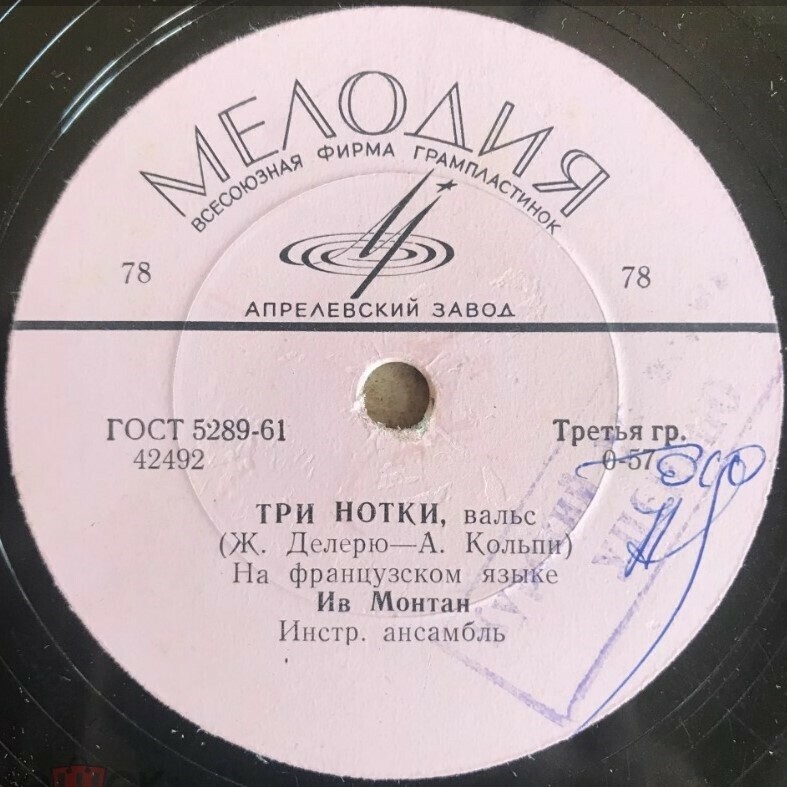 МЕЛОДИЯ
ВСЕСОЮЗНАЯ ФИРМА ГРАМПЛАСТИНОК
78
78
АПРЕЛЕВСКИЙ ЗАВОД
ГОСТ 5289-61
Третья гр.
42492
0-57
ТРИ НОТКИ, вальс
(Ж. Делерю—А. Кольпи)
На французском языке
Ив Монтан
Инстр. ансамбль